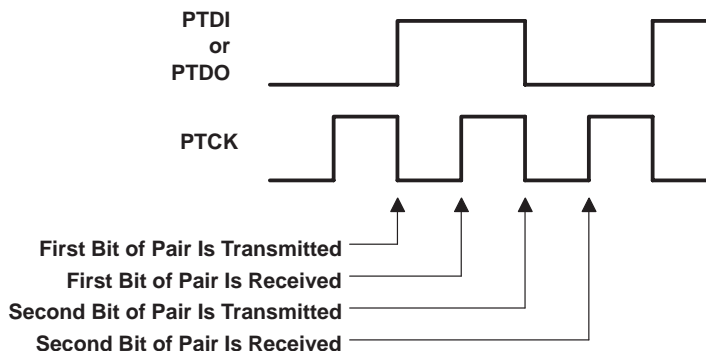 PTDI
or
PTDO
PTCK
First Bit of Pair Is Transmitted
First Bit of Pair Is Received
Second Bit of Pair Is Transmitted
Second Bit of Pair Is Received